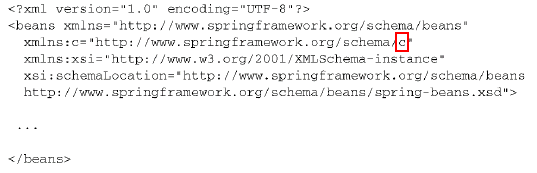 <?xml version="1.0" encoding="UTF-8"?>
<beans xmlns="http://www.springframework.org/schema/beans"
xmlns:c="http://www.springframework.org/schema/c"
xmlns:xsi="http://www.w3.org/2001/XMLSchema-instance"
xsi:schemaLocation="http://www.springframework.org/schema/beans
http://www.springframework.org/schema/beans/spring-beans.xsd">
...
</beans>